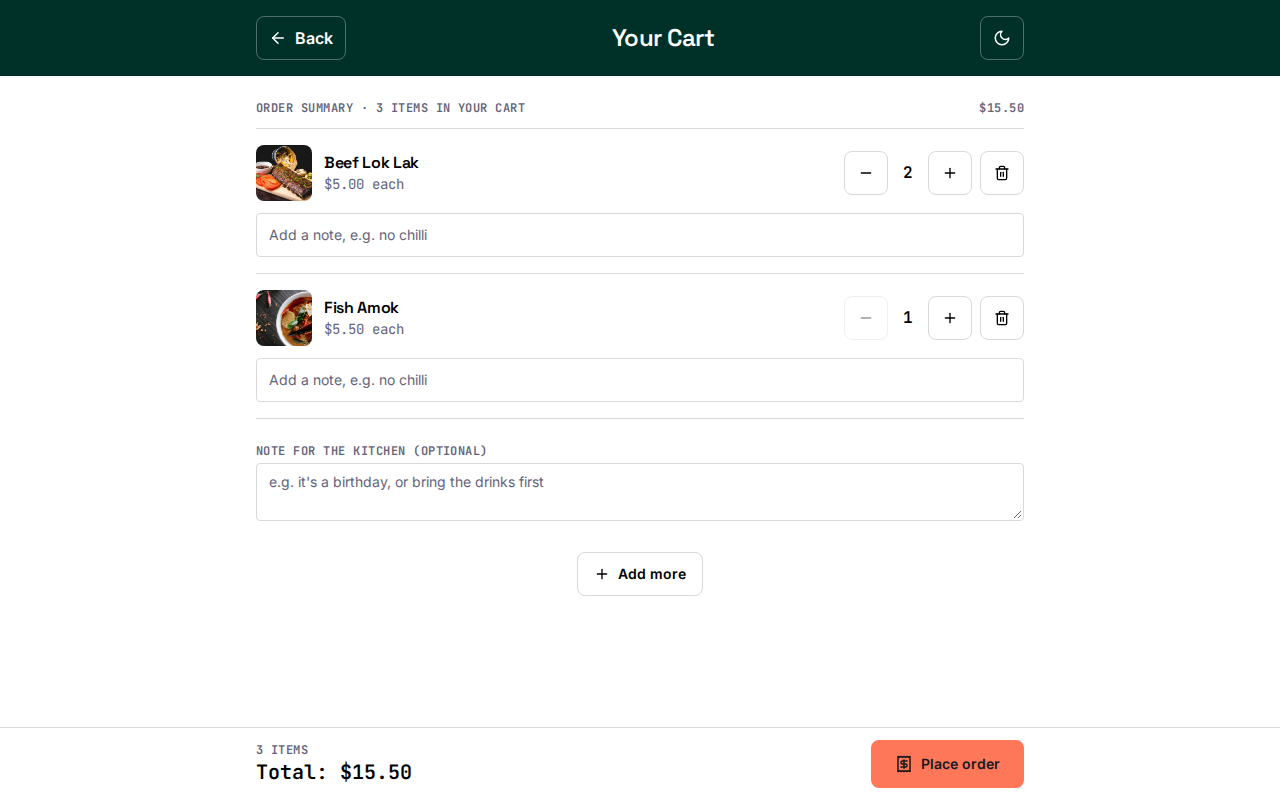 Back
Your Cart
ORDER SUMMARY · 3 ITEMS IN YOUR CART
$15.50
Beef Lok Lak
$5.00 each
2
Add a note, e.g. no chilli
Fish Amok
$5.50 each
1
Add a note, e.g. no chilli
NOTE FOR THE KITCHEN (OPTIONAL)
e.g. it's a birthday, or bring the drinks first
Add more
3 ITEMS
Total: $15.50
Place order